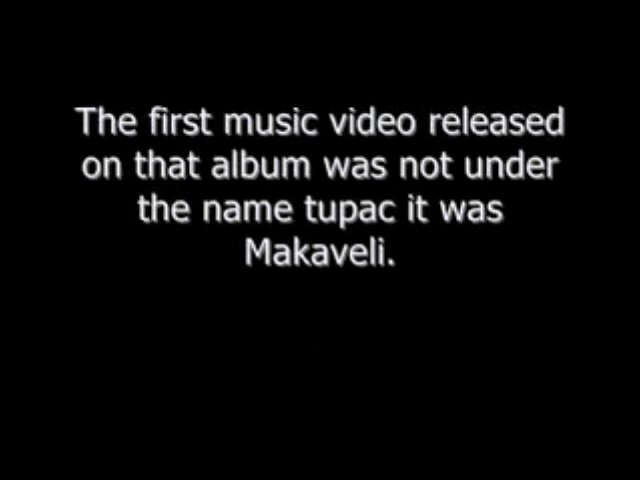 The first music video released
on that album was not under
the name tupac it was
Makaveli.